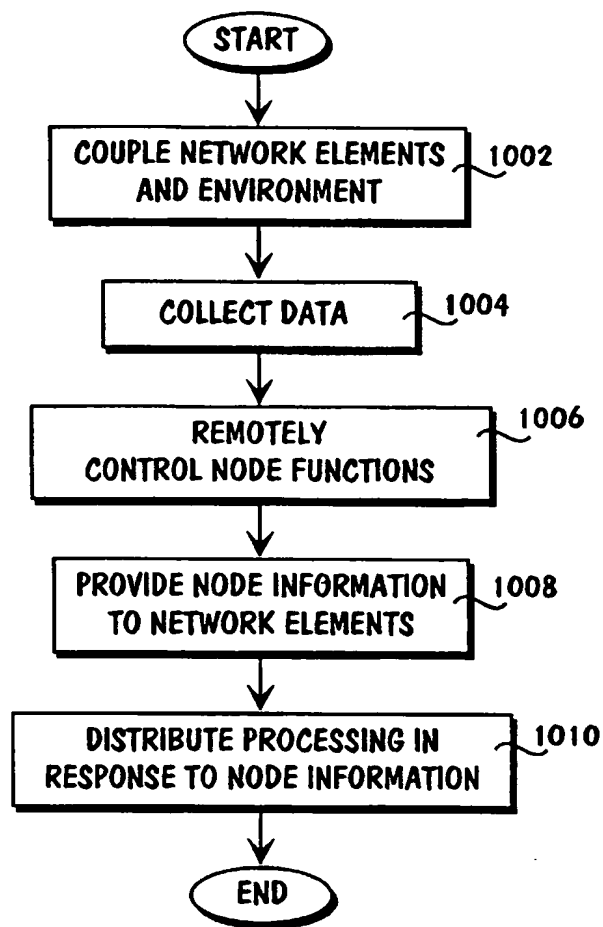 START
COUPLE NETWORK ELEMENTS
AND ENVIRONMENT
1002
COLLECT DATA
1004
REMOTELY
CONTROL NODE FUNCTIONS
1006
PROVIDE NODE INFORMATION
TO NETWORK ELEMENTS
1008
DISTRIBUTE PROCESSING IN
RESPONSE TO NODE INFORMATION
1010
END